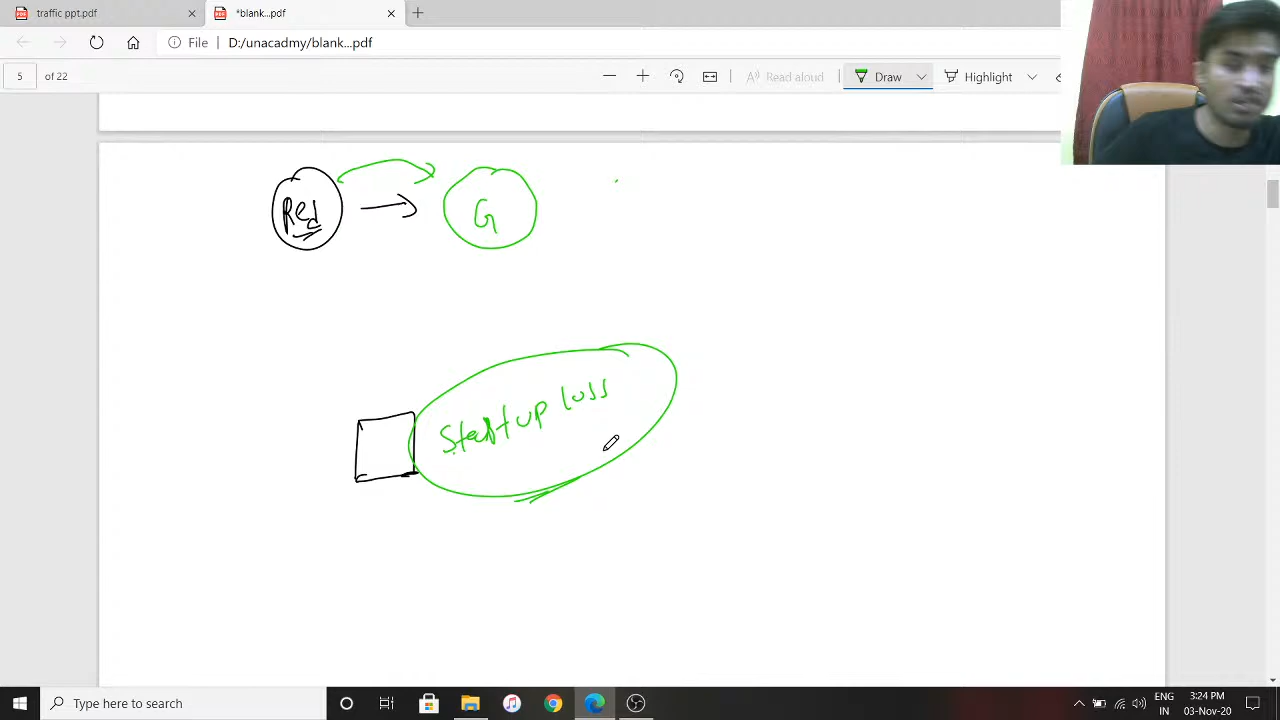 traffic ppt.pdf
*blank...pdf
File D:/unacadmy/blank...pdf
5 of 22
Read aloud Draw Highlight
Red G
Startup loss
Type here to search
ENG
IN
3:24 PM
03-Nov-20